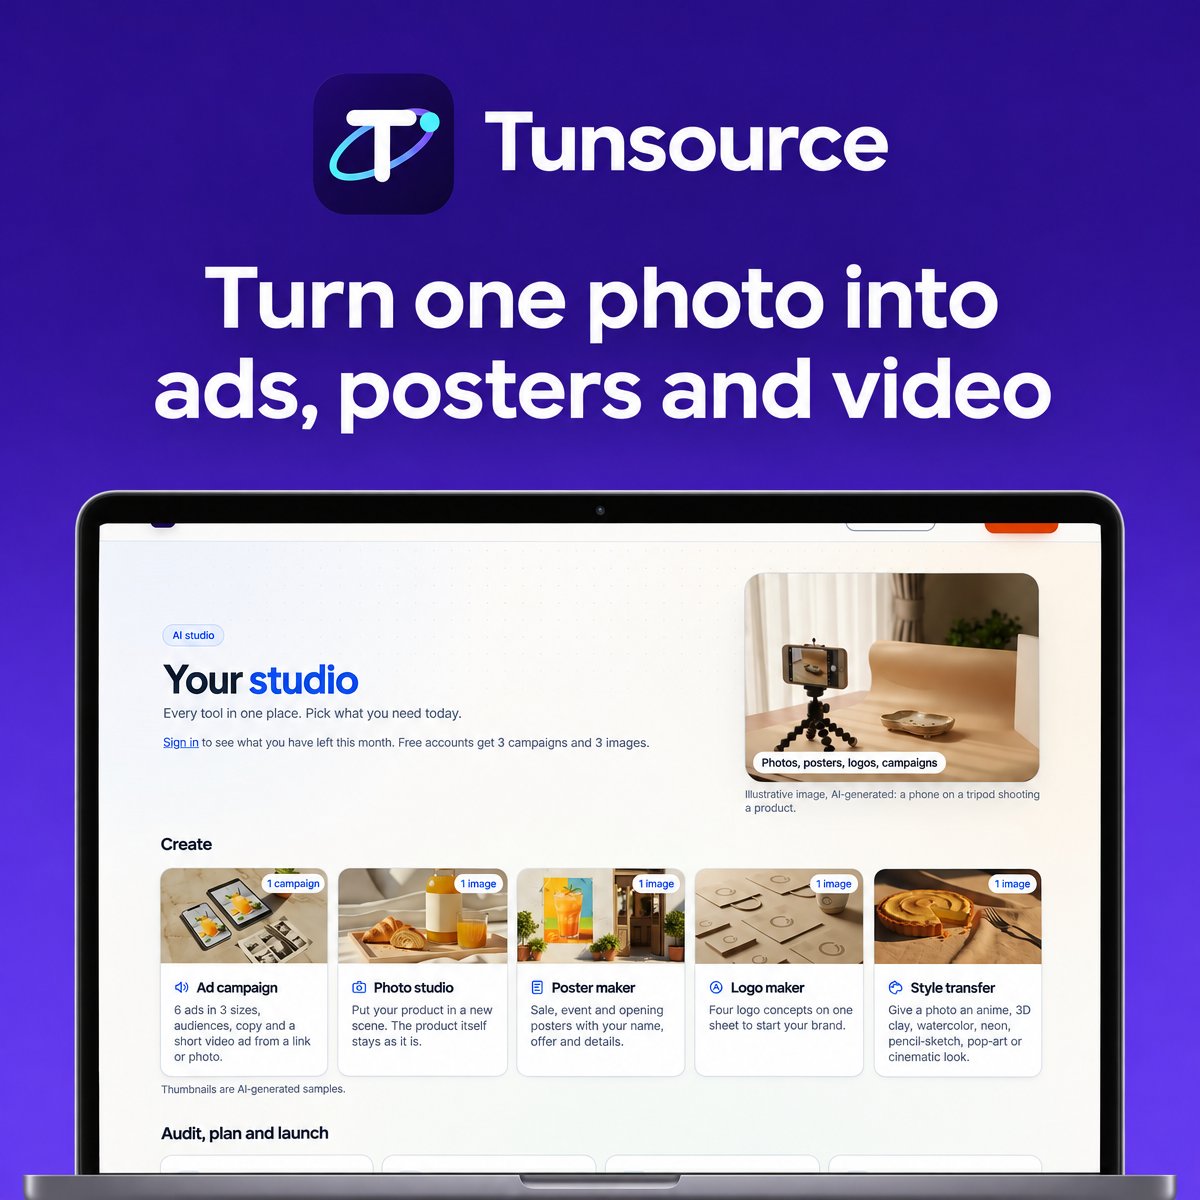 T
Tunsource
Turn one photo into
ads, posters and video
AI studio
Your studio
Every tool in one place. Pick what you need today.
Sign in to see what you have left this month. Free accounts get 3 campaigns and 3 images.
Photos, posters, logos, campaigns
Illustrative image, AI-generated: a phone on a tripod shooting
a product.
Create
1 campaign
Ad campaign
6 ads in 3 sizes,
audiences, copy and a
short video ad from a link
or photo.
1 image
Photo studio
Put your product in a new
scene. The product itself
stays as it is.
1 image
Poster maker
Sale, event and opening
posters with your name,
offer and details.
1 image
Logo maker
Four logo concepts on one
sheet to start your brand.
1 image
Style transfer
Give a photo an anime, 3D
clay, watercolor, neon,
pencil-sketch, pop-art or
cinematic look.
Thumbnails are AI-generated samples.
Audit, plan and launch